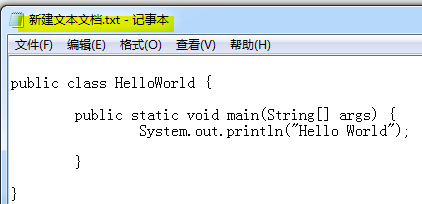 新建文本文档.txt - 记事本
文件(F) 编辑(E) 格式(O) 查看(V) 帮助(H)
public class HelloWorld {
public static void main(String[] args) {
System.out.println("Hello World");
}
}